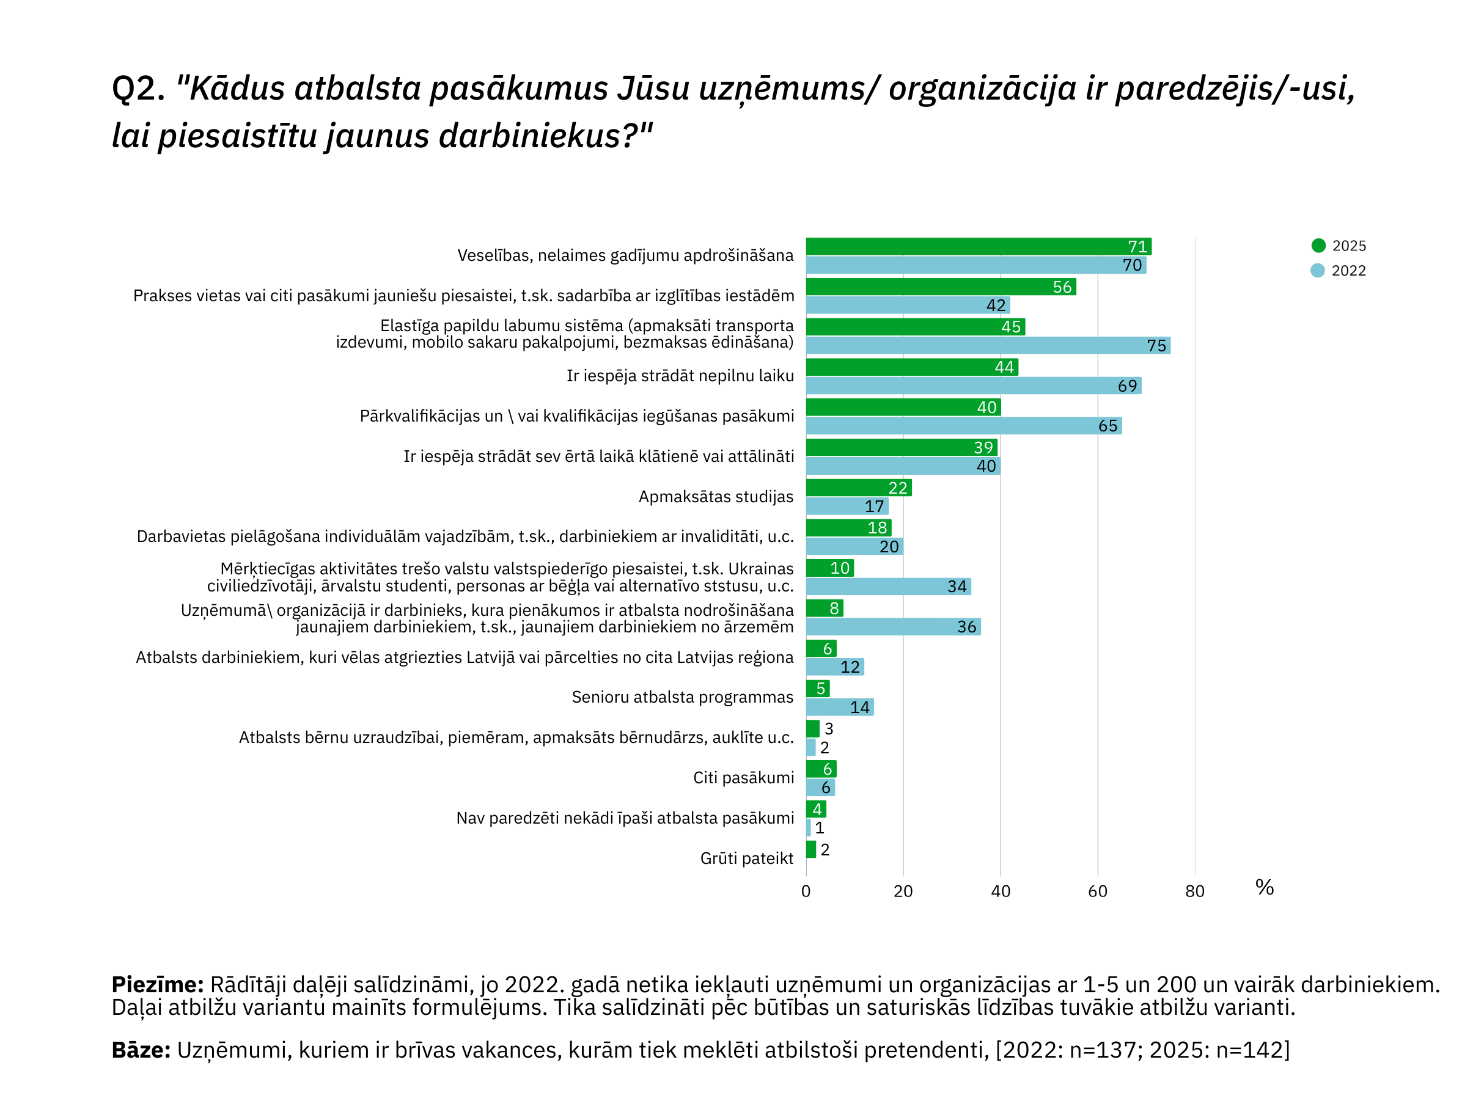 Q2. "Kādus atbalsta pasākumus Jūsu uzņēmums/ organizācija ir paredzējis/-usi,
lai piesaistītu jaunus darbiniekus?"
2025
2022
Veselības, nelaimes gadījumu apdrošināšana
71
70
Prakses vietas vai citi pasākumi jauniešu piesaistei, t.sk. sadarbība ar izglītības iestādēm
56
42
Elastīga papildu labumu sistēma (apmaksāti transporta
izdevumi, mobilo sakaru pakalpojumi, bezmaksas ēdināšana)
45
75
Ir iespēja strādāt nepilnu laiku
44
69
Pārkvalifikācijas un \ vai kvalifikācijas iegūšanas pasākumi
40
65
Ir iespēja strādāt sev ērtā laikā klātienē vai attālināti
39
40
Apmaksātas studijas
22
17
Darbavietas pielāgošana individuālām vajadzībām, t.sk., darbiniekiem ar invaliditāti, u.c.
18
20
Mērķtiecīgas aktivitātes trešo valstu valstspiederīgo piesaistei, t.sk. Ukrainas
civiliedzīvotāji, ārvalstu studenti, personas ar bēģļa vai alternatīvo ststusu, u.c.
10
34
Uzņēmumā\ organizācijā ir darbinieks, kura pienākumos ir atbalsta nodrošināšana
jaunajiem darbiniekiem, t.sk., jaunajiem darbiniekiem no ārzemēm
8
36
Atbalsts darbiniekiem, kuri vēlas atgriezties Latvijā vai pārcelties no cita Latvijas reģiona
6
12
Senioru atbalsta programmas
5
14
Atbalsts bērnu uzraudzībai, piemēram, apmaksāts bērnudārzs, auklīte u.c.
3
2
Citi pasākumi
6
6
Nav paredzēti nekādi īpaši atbalsta pasākumi
4
1
Grūti pateikt
2
0 20 40 60 80 %
Piezīme: Rādītāji daļēji salīdzināmi, jo 2022. gadā netika iekļauti uzņēmumi un organizācijas ar 1-5 un 200 un vairāk darbiniekiem.
Daļai atbilžu variantu mainīts formulējums. Tika salīdzināti pēc būtības un saturiskās līdzības tuvākie atbilžu varianti.
Bāze: Uzņēmumi, kuriem ir brīvas vakances, kurām tiek meklēti atbilstoši pretendenti, [2022: n=137; 2025: n=142]